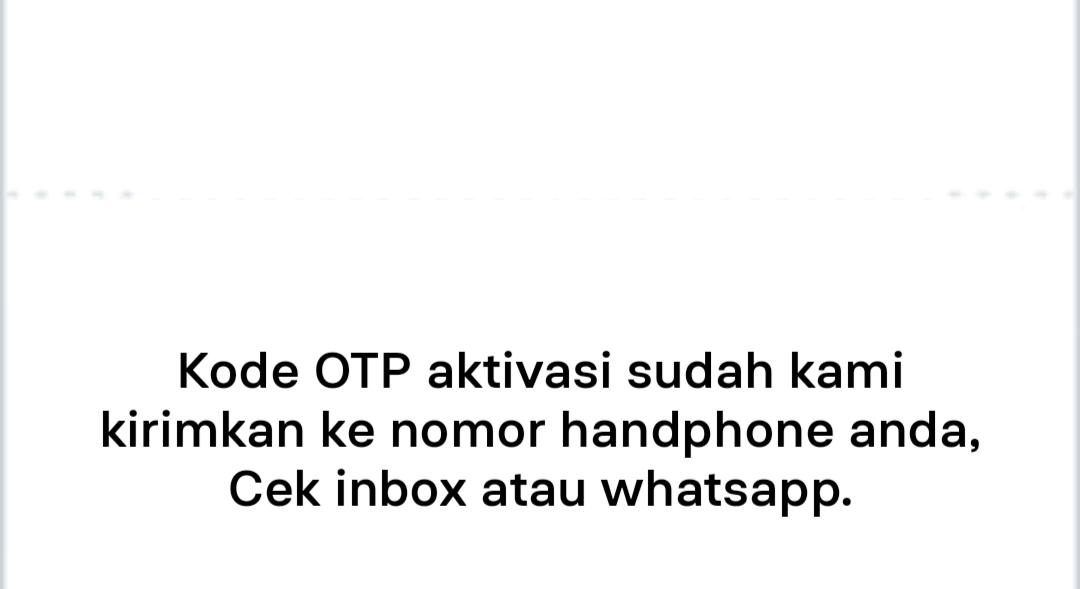 Kode OTP aktivasi sudah kami
kirimkan ke nomor handphone anda,
Cek inbox atau whatsapp.